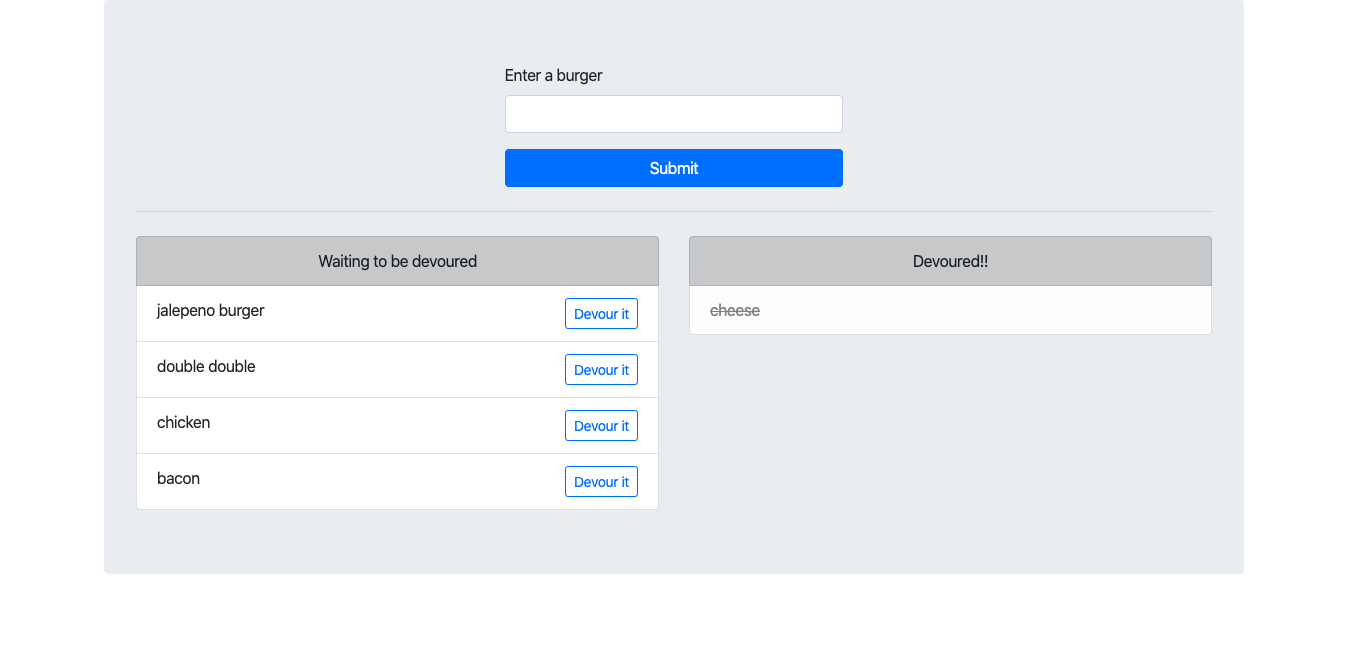 Enter a burger
Submit
Waiting to be devoured
jalepeno burger Devour it
double double Devour it
chicken Devour it
bacon Devour it
Devoured!!
cheese